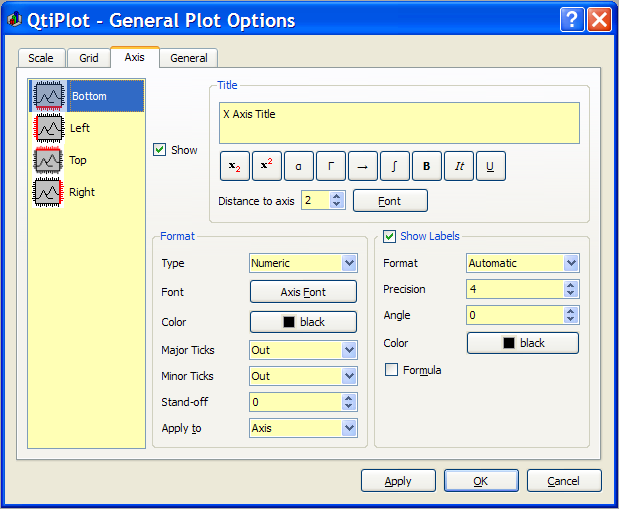 QtiPlot - General Plot Options
Scale Grid Axis General
Bottom
Left
Top
Right
Show
Title
X Axis Title
x2 x2 α Γ → ∫ B It U
Distance to axis 2 Font
Format
Type Numeric
Font Axis Font
Color black
Major Ticks Out
Minor Ticks Out
Stand-off 0
Apply to Axis
Show Labels
Format Automatic
Precision 4
Angle 0
Color black
Formula
Apply OK Cancel